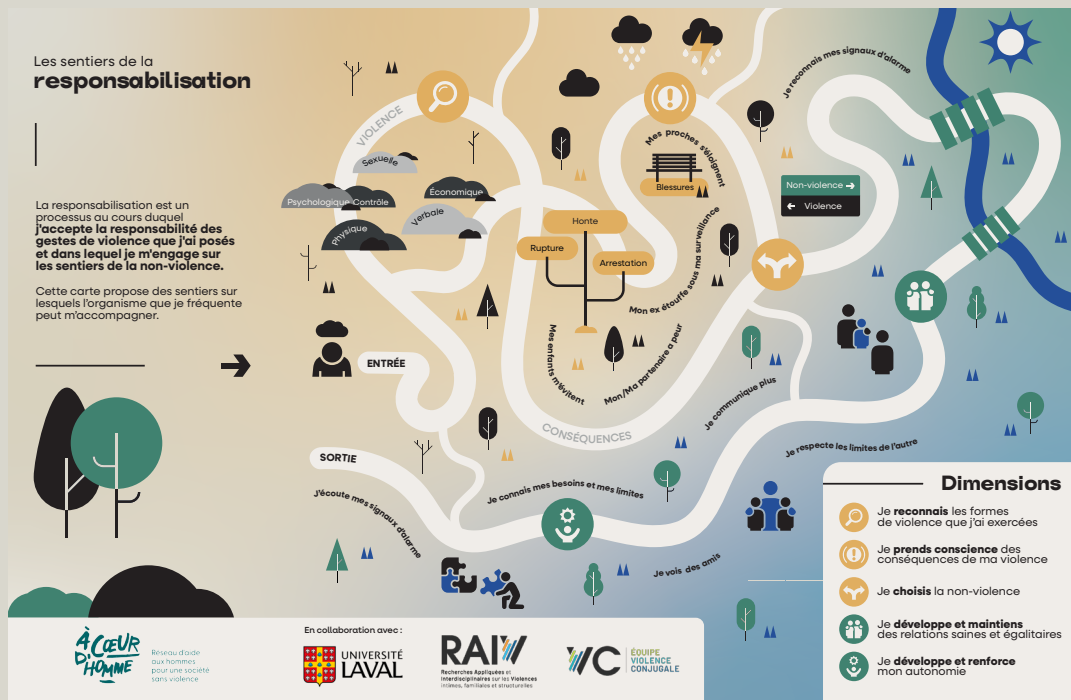 Les sentiers de la
responsabilisation
La responsabilisation est un
processus au cours duquel
j'accepte la responsabilité des
gestes de violence que j'ai posés
et dans lequel je m'engage sur
les sentiers de la non-violence.
Cette carte propose des sentiers sur
lesquels l'organisme que je fréquente
peut m'accompagner.
VIOLENCE
Sexuelle
Psychologique
Contrôle
Économique
Verbale
Physique
ENTRÉE
Honte
Rupture
Arrestation
Mes proches s'éloignent
Blessures
Mon ex étouffe sous ma surveillance
Mes enfants m'évitent
Mon/Ma partenaire a peur
CONSÉQUENCES
Je reconnais mes signaux d'alarme
Non-violence
Violence
Je communique plus
Je respecte les limites de l'autre
SORTIE
J'écoute mes signaux d'alarme
Je connais mes besoins et mes limites
Je vois des amis
Dimensions
Je reconnais les formes
de violence que j'ai exercées
Je prends conscience des
conséquences de ma violence
Je choisis la non-violence
Je développe et maintiens
des relations saines et égalitaires
Je développe et renforce
mon autonomie
À CŒUR
D'HOMME
Réseau d'aide
aux hommes
pour une société
sans violence
En collaboration avec :
UNIVERSITÉ
LAVAL
RAIV
Recherches Appliquées et
Interdisciplinaires sur les Violences
intimes, familiales et structurelles
VC
ÉQUIPE
VIOLENCE
CONJUGALE